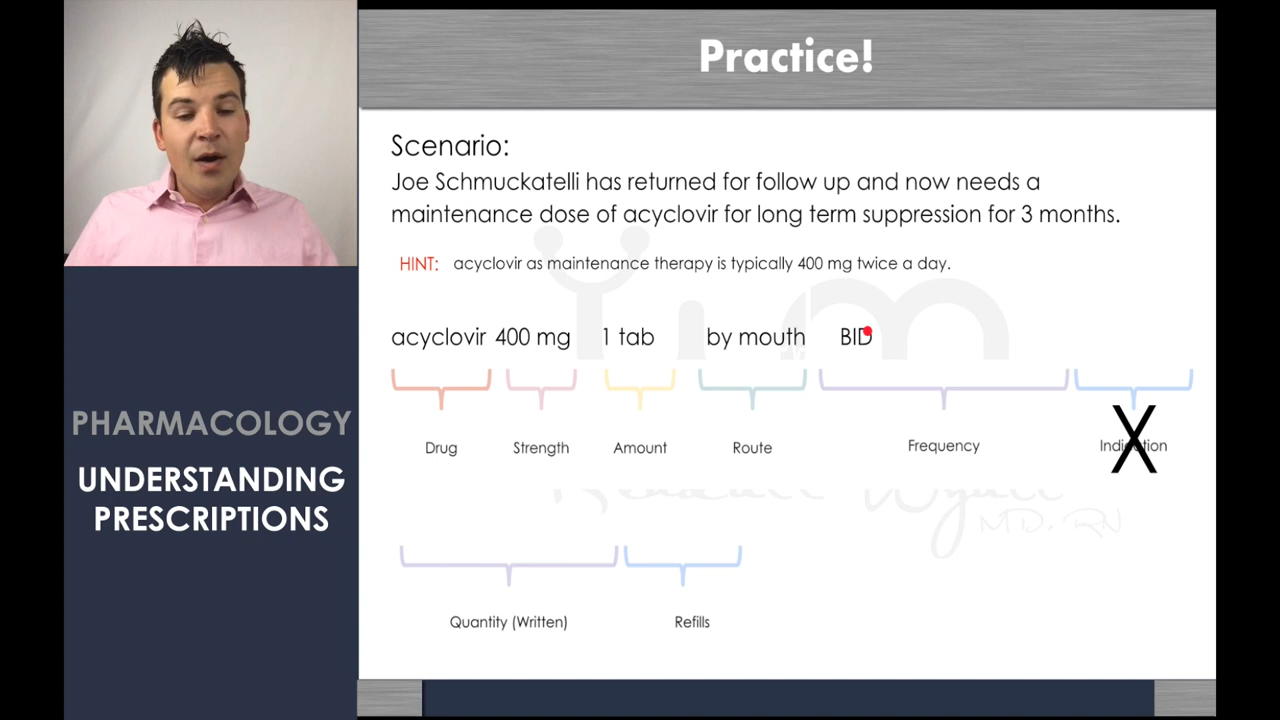 Practice!
Scenario:
Joe Schmuckatelli has returned for follow up and now needs a
maintenance dose of acyclovir for long term suppression for 3 months.
HINT: acyclovir as maintenance therapy is typically 400 mg twice a day.
acyclovir 400 mg 1 tab by mouth BID
Drug Strength Amount Route Frequency Indication
X
MD, RN
Quantity (Written) Refills
PHARMACOLOGY
UNDERSTANDING
PRESCRIPTIONS